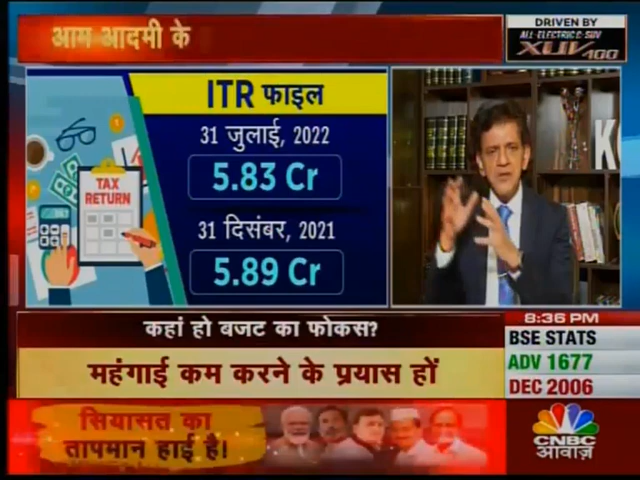 आम आदमी के
DRIVEN BY
ALL-ELECTRIC E-SUV
XUV400
ITR फाइल
31 जुलाई, 2022
5.83 Cr
31 दिसंबर, 2021
5.89 Cr
TAX
RETURN
K
कहां हो बजट का फोकस?
महंगाई कम करने के प्रयास हों
8:36 PM
BSE STATS
ADV 1677
DEC 2006
सियासत का
तापमान हाई है।
CNBC
आवाज़